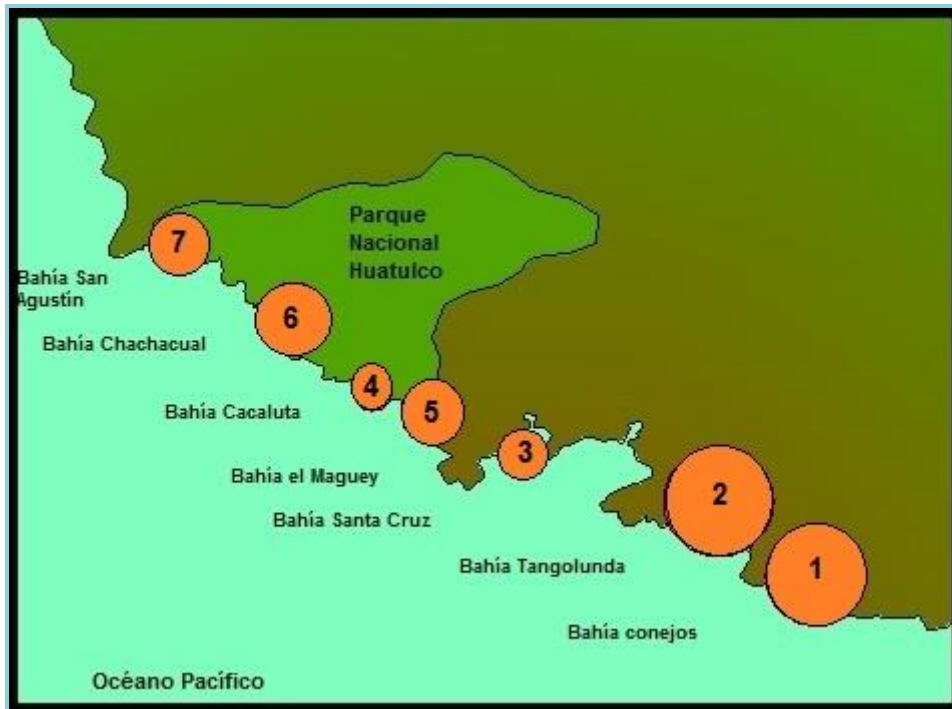 Parque
Nacional
Huatulco
7
Bahía San
Agustín
6
Bahía Chachacual
4
5
Bahía Cacaluta
3
Bahía el Maguey
2
Bahía Santa Cruz
Bahía Tangolunda
1
Bahía conejos
Océano Pacífico